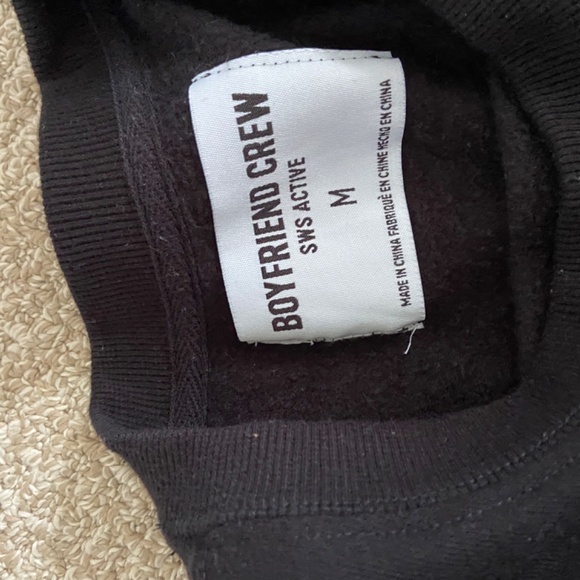 BOYFRIEND CREW
SWS ACTIVE
M
MADE IN CHINA FABRIQUÉ EN CHINE HECHO EN CHINA